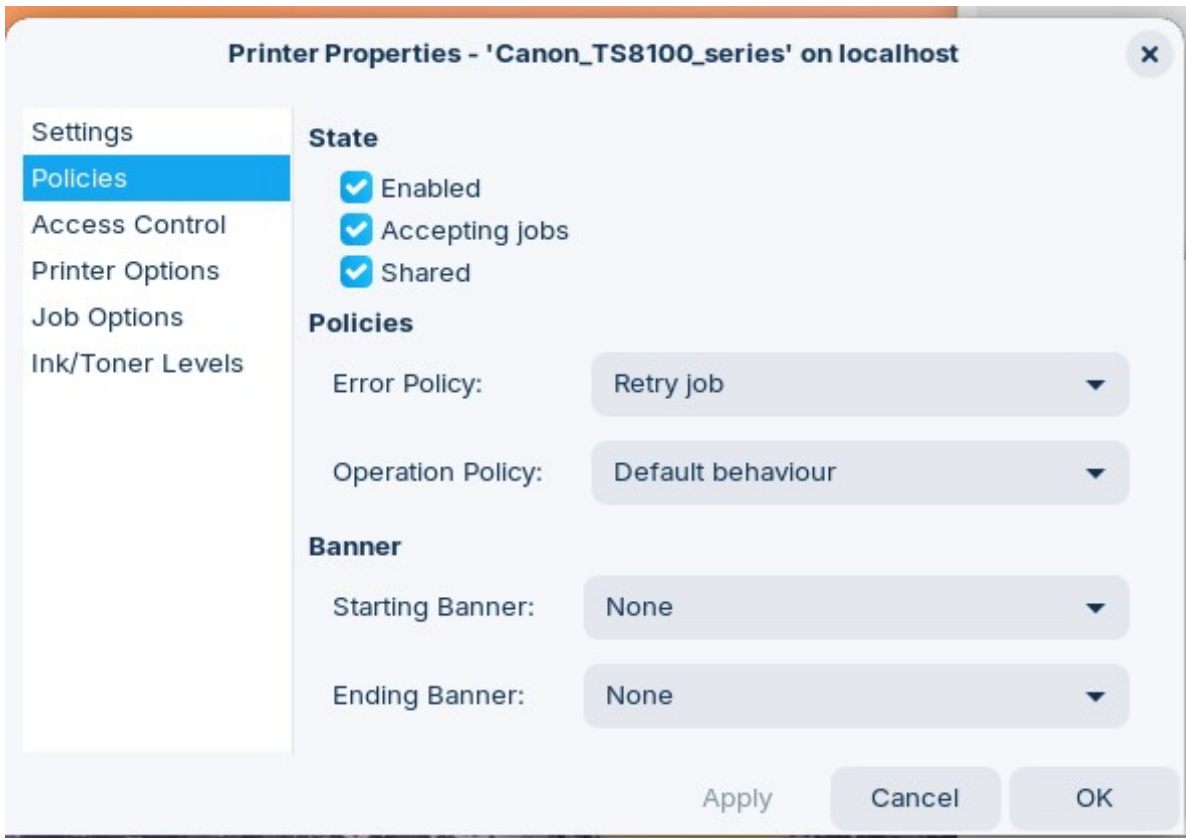 Printer Properties - 'Canon_TS8100_series' on localhost
Settings
Policies
Access Control
Printer Options
Job Options
Ink/Toner Levels
State
Enabled
Accepting jobs
Shared
Policies
Error Policy: Retry job
Operation Policy: Default behaviour
Banner
Starting Banner: None
Ending Banner: None
Apply Cancel OK